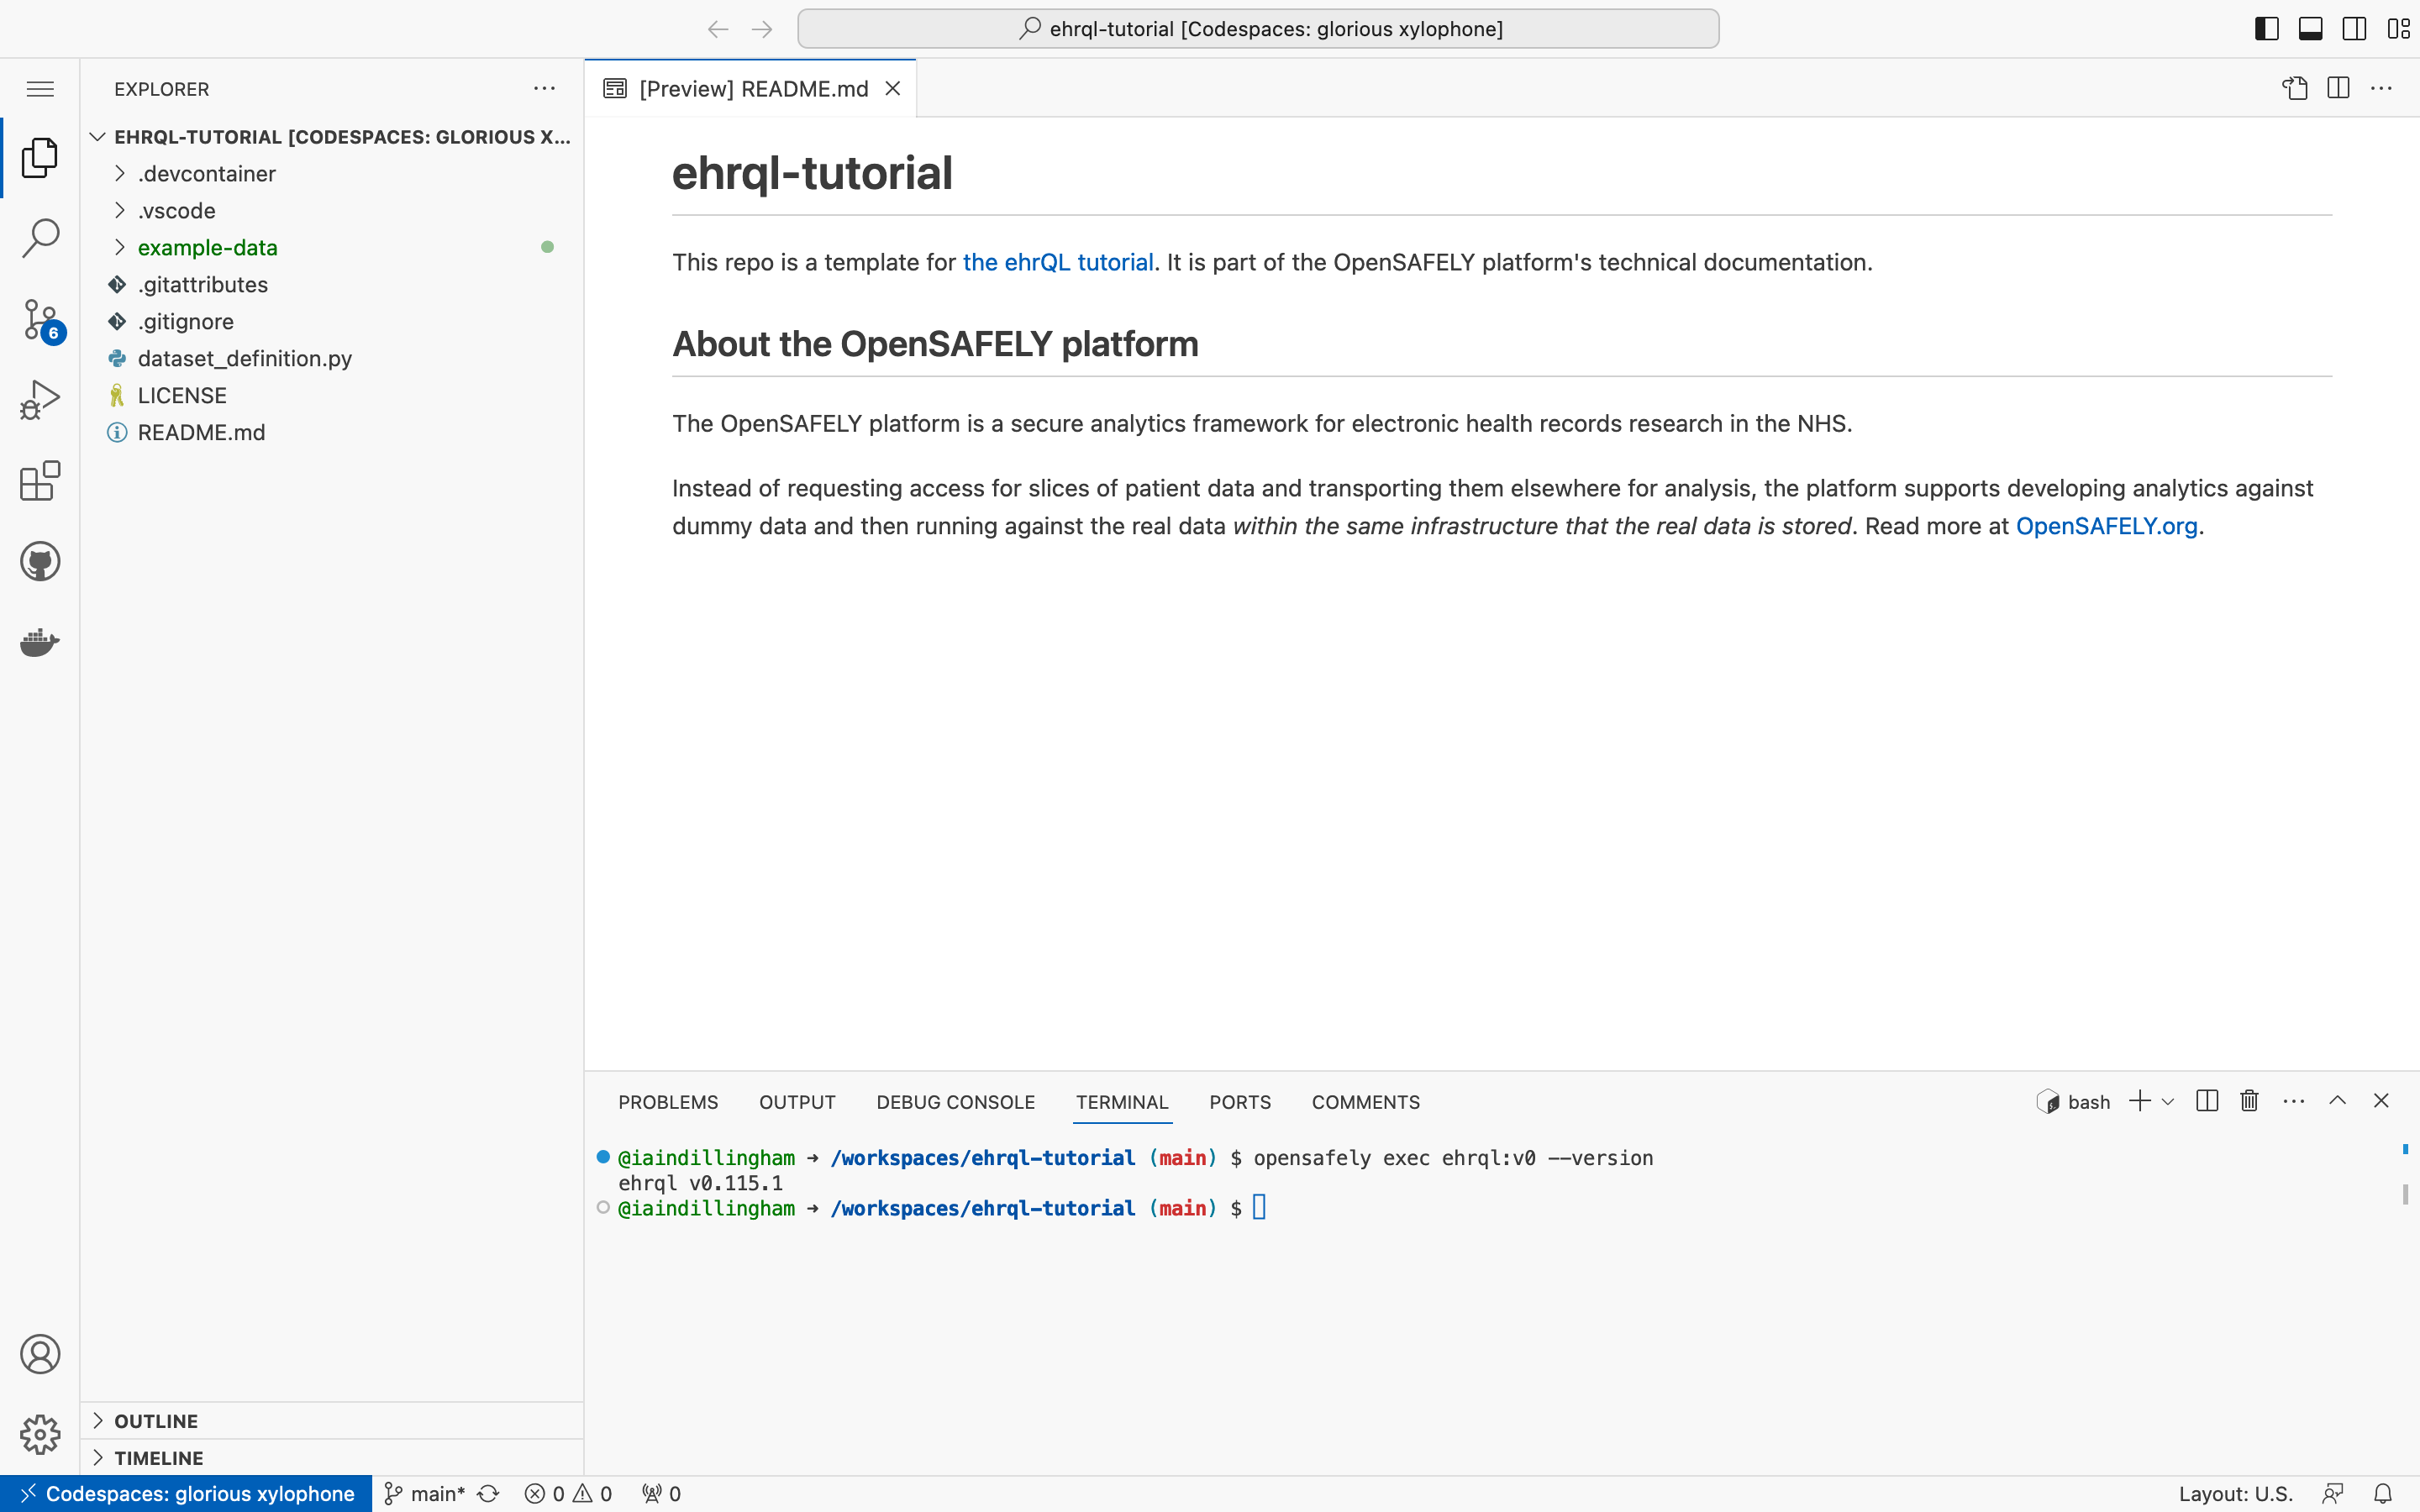 ehrql-tutorial [Codespaces: glorious xylophone]
EXPLORER
[Preview] README.md
EHRQL-TUTORIAL [CODESPACES: GLORIOUS X...
.devcontainer
.vscode
example-data
.gitattributes
.gitignore
dataset_definition.py
LICENSE
README.md
6
ehrql-tutorial
This repo is a template for the ehrQL tutorial. It is part of the OpenSAFELY platform's technical documentation.
About the OpenSAFELY platform
The OpenSAFELY platform is a secure analytics framework for electronic health records research in the NHS.
Instead of requesting access for slices of patient data and transporting them elsewhere for analysis, the platform supports developing analytics against
dummy data and then running against the real data within the same infrastructure that the real data is stored. Read more at OpenSAFELY.org.
PROBLEMS OUTPUT DEBUG CONSOLE TERMINAL PORTS COMMENTS bash
@iaindillingham ➜ /workspaces/ehrql-tutorial (main) $ opensafely exec ehrql:v0 --version
ehrql v0.115.1
@iaindillingham ➜ /workspaces/ehrql-tutorial (main) $
OUTLINE
TIMELINE
Codespaces: glorious xylophone main* 0 0 0 Layout: U.S.